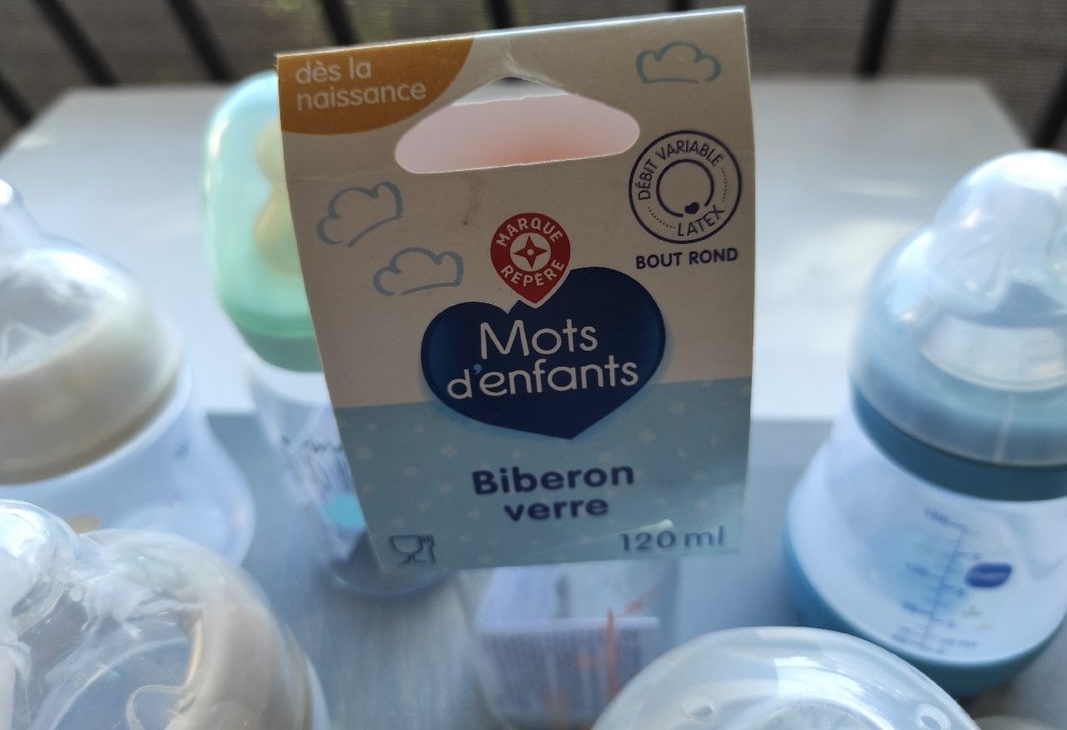 dès la
naissance
DÉBIT VARIABLE
LATEX
BOUT ROND
MARQUE
REPÈRE
Mots
d'enfants
Biberon
verre
120 ml